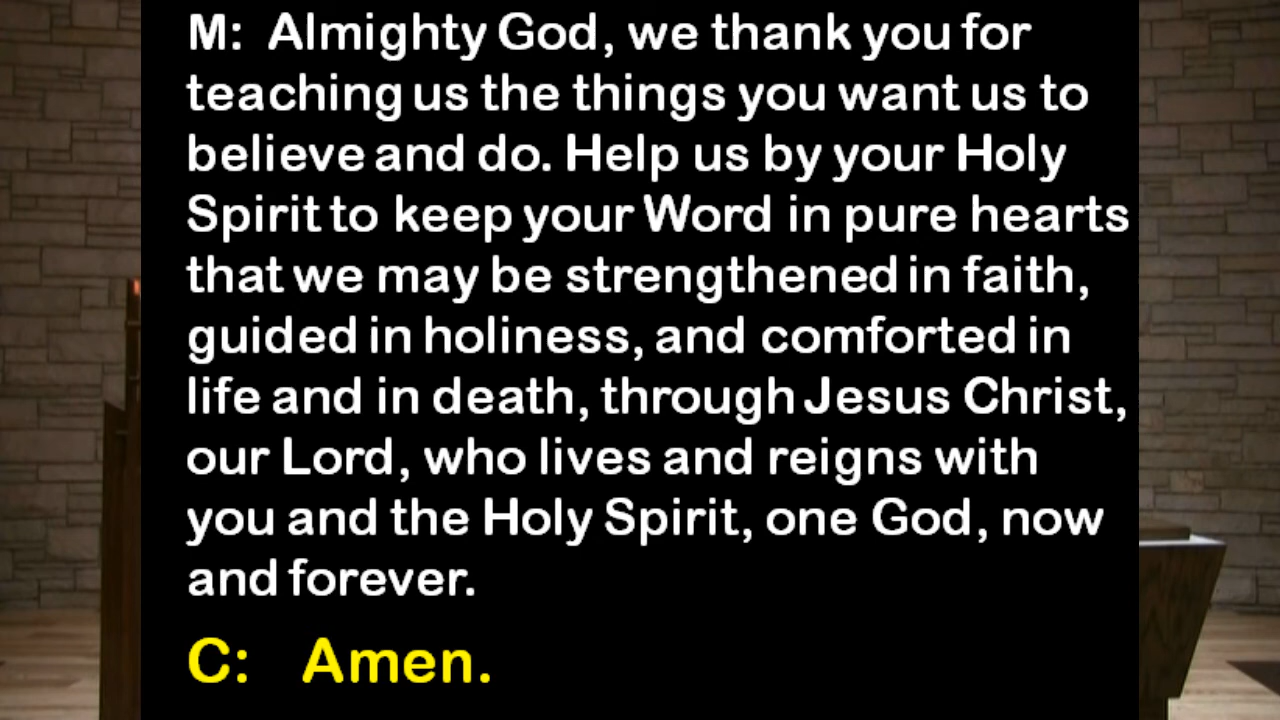 M: Almighty God, we thank you for
teaching us the things you want us to
believe and do. Help us by your Holy
Spirit to keep your Word in pure hearts
that we may be strengthened in faith,
guided in holiness, and comforted in
life and in death, through Jesus Christ,
our Lord, who lives and reigns with
you and the Holy Spirit, one God, now
and forever.
C: Amen.